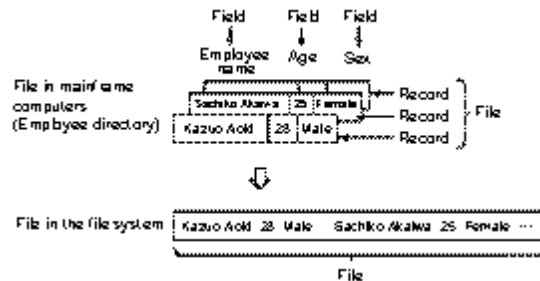 Field Field Field
Employee name Age Sex
File in mainframe computers (Employee directory)
Sachiko Akaiwa 25 Female
Kazuo Aoki 28 Male
Record
Record
Record
File
File in the file system
Kazuo Aoki 28 Male Sachiko Akaiwa 25 Female ...
File